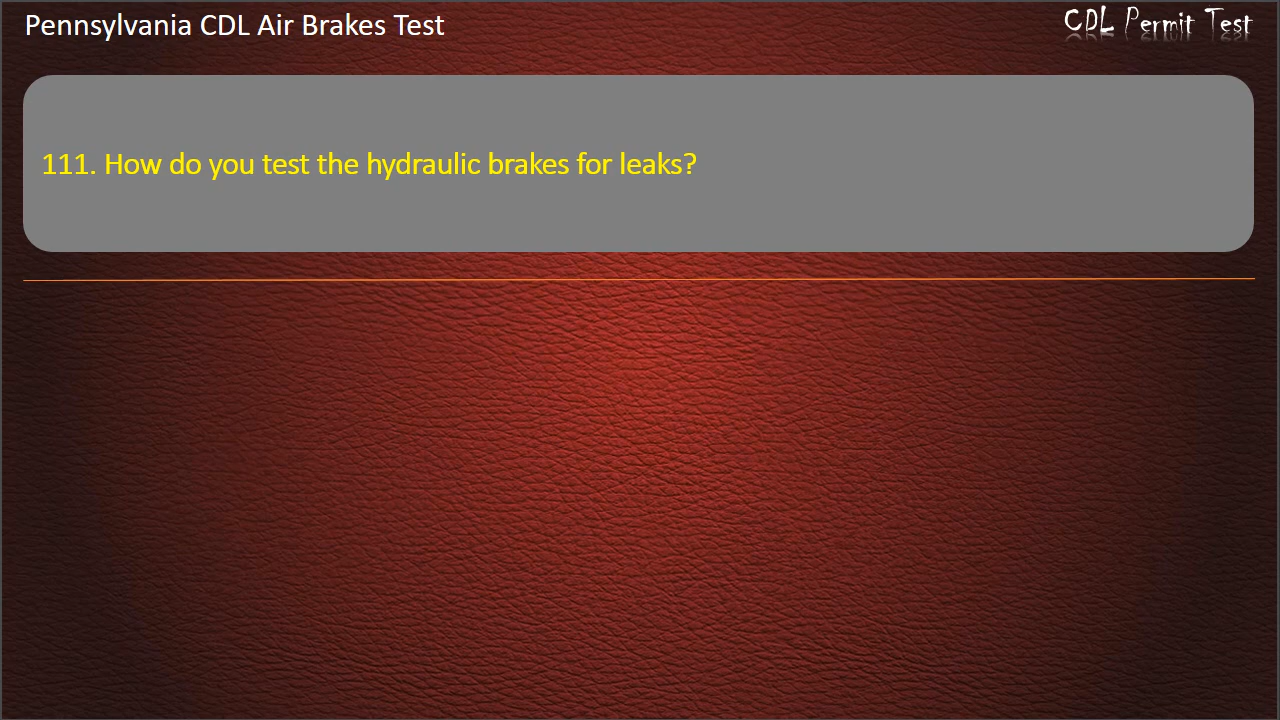 Pennsylvania CDL Air Brakes Test
CDL Permit Test
111. How do you test the hydraulic brakes for leaks?